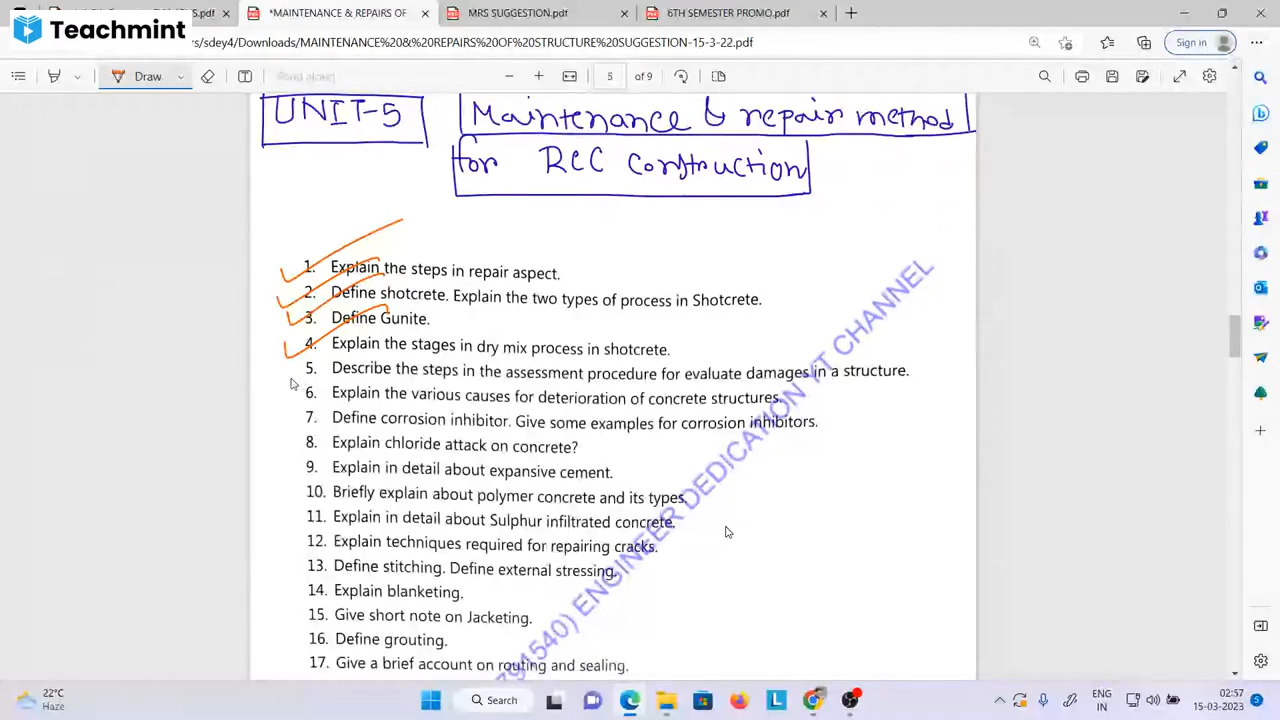 Teachmint
*MAINTENANCE & REPAIRS OF
SUGGESTION.pdf
6TH SEMESTER PROMO.pdf
s/sdey4/Downloads/MAINTENANCE%20&%20REPAIRS%20OF%20STRUCTURE%20SUGGESTION-15-3-22.pdf
Sign in
Draw
Read aloud
5
of 9
UNIT-5
Maintenance & repair method
for RCC construction
1. Explain the steps in repair aspect.
2. Define shotcrete. Explain the two types of process in Shotcrete.
3. Define Gunite.
4. Explain the stages in dry mix process in shotcrete.
5. Describe the steps in the assessment procedure for evaluate damages in a structure.
6. Explain the various causes for deterioration of concrete structures.
7. Define corrosion inhibitor. Give some examples for corrosion inhibitors.
8. Explain chloride attack on concrete?
9. Explain in detail about expansive cement.
10. Briefly explain about polymer concrete and its types.
11. Explain in detail about Sulphur infiltrated concrete.
12. Explain techniques required for repairing cracks.
13. Define stitching. Define external stressing.
14. Explain blanketing.
15. Give short note on Jacketing.
16. Define grouting.
17. Give a brief account on routing and sealing.
791540) ENGINEER DEDICATION YT CHANNEL
22°C
Haze
Search
ENG
IN
02:57
15-03-2023